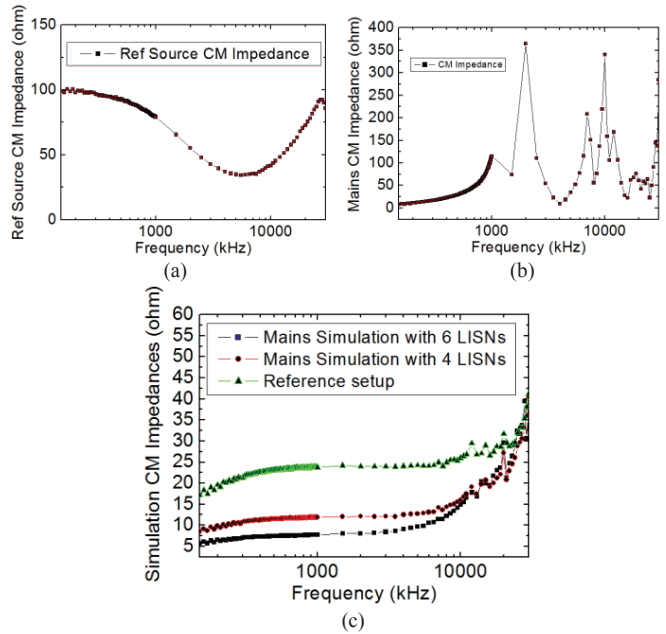 (a)
150
100
50
0
Ref Source CM Impedance (ohm)
Ref Source CM Impedance
1000
10000
Frequency (kHz)
(a)
(b)
400
350
300
250
200
150
100
50
0
Mains CM Impedance (ohm)
CM Impedance
1000
10000
Frequency (kHz)
(b)
60
55
50
45
40
35
30
25
20
15
10
5
Simulation CM Impedances (ohm)
Mains Simulation with 6 LISNs
Mains Simulation with 4 LISNs
Reference setup
1000
10000
Frequency (kHz)
(c)